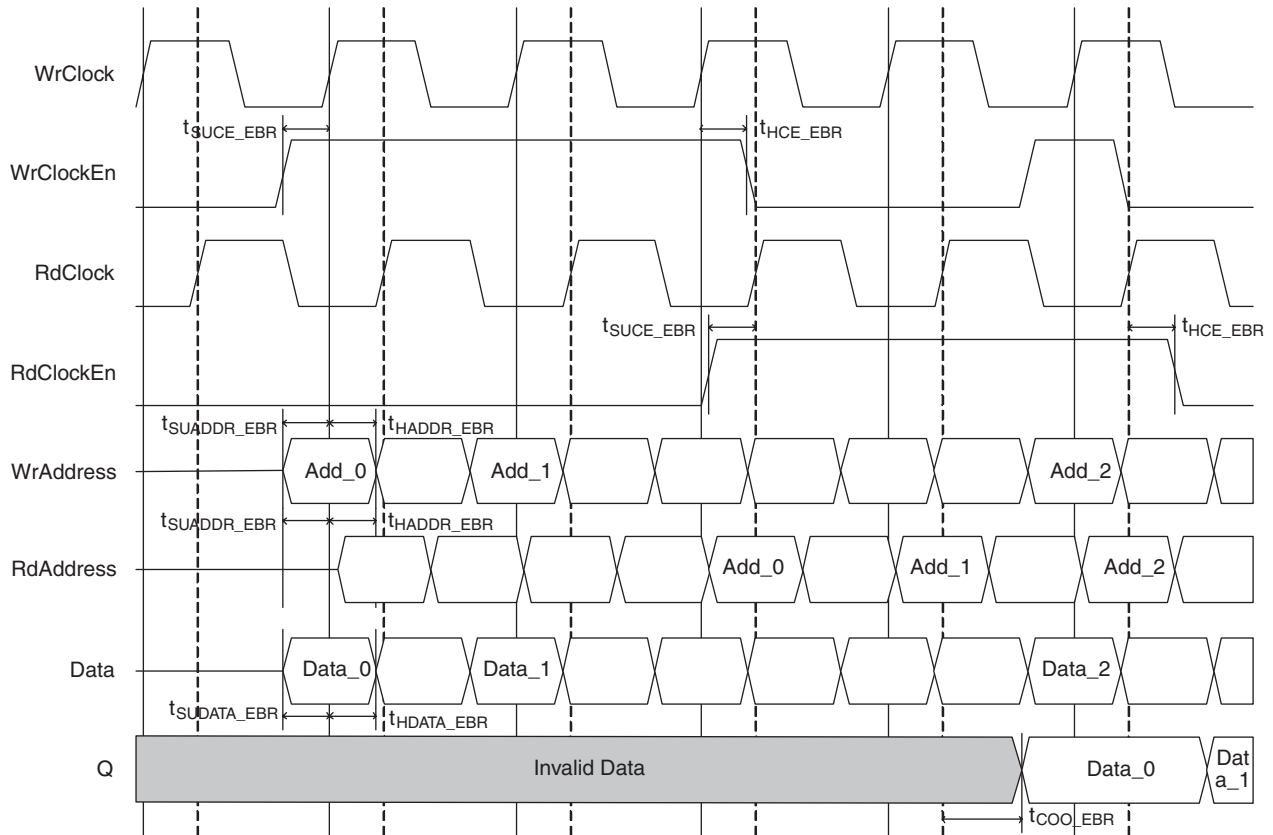 WrClock
tSUCE_EBR tHCE_EBR
WrClockEn
RdClock
tSUCE_EBR tHCE_EBR
RdClockEn
tSUADDR_EBR tHADDR_EBR
WrAddress Add_0 Add_1 Add_2
tSUADDR_EBR tHADDR_EBR
RdAddress Add_0 Add_1 Add_2
Data Data_0 Data_1 Data_2
tSUDATA_EBR tHDATA_EBR
Q Invalid Data Data_0 Dat
a_1
tCOO_EBR